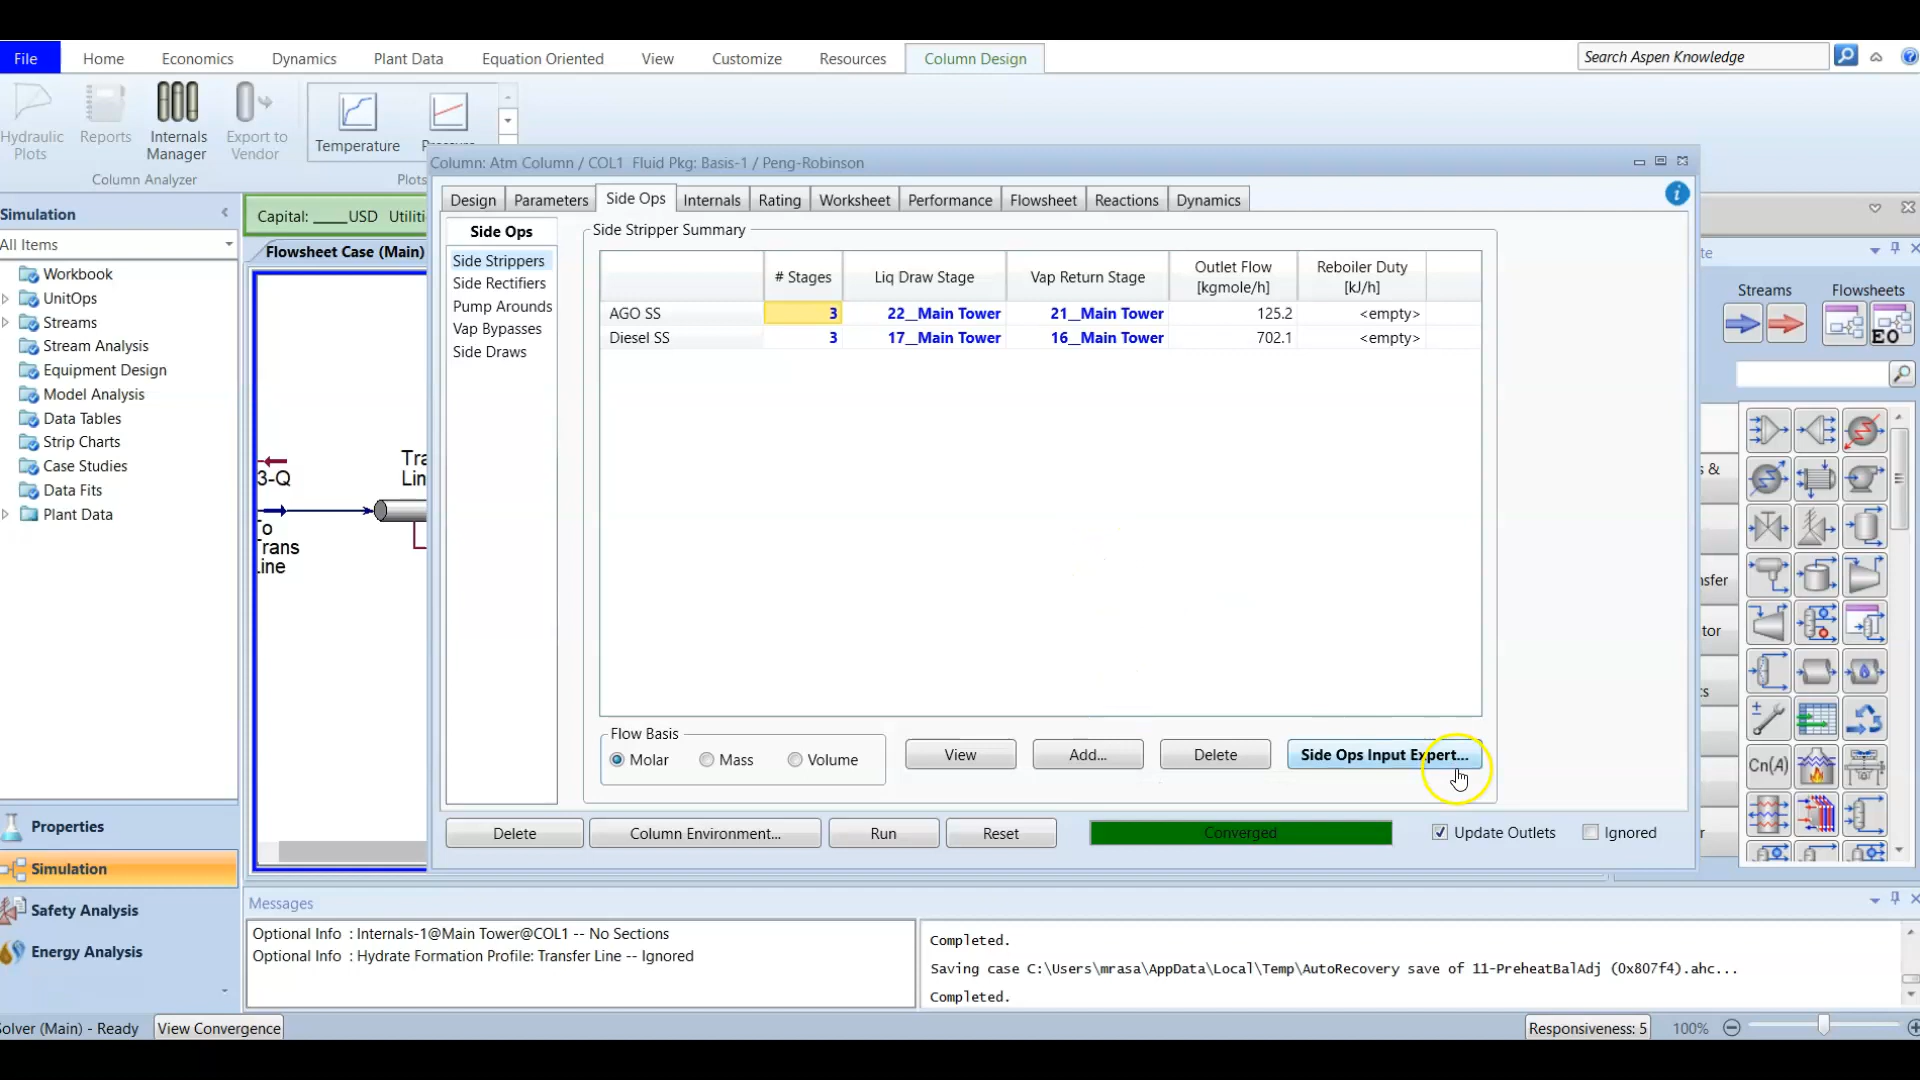 File Home Economics Dynamics Plant Data Equation Oriented View Customize Resources Column Design Search Aspen Knowledge
Hydraulic Plots
Reports
Internals Manager
Export to Vendor
Temperature
Column Analyzer
Plots
Column: Atm Column / COL1 Fluid Pkg: Basis-1 / Peng-Robinson
Design Parameters Side Ops Internals Rating Worksheet Performance Flowsheet Reactions Dynamics
Simulation
All Items
Workbook
UnitOps
Streams
Stream Analysis
Equipment Design
Model Analysis
Data Tables
Strip Charts
Case Studies
Data Fits
Plant Data
Properties
Simulation
Safety Analysis
Energy Analysis
Capital: ____USD Utiliti
Flowsheet Case (Main)
3-Q
To
Trans
Line
Tra
Lin
Side Ops
Side Strippers
Side Rectifiers
Pump Arounds
Vap Bypasses
Side Draws
Side Stripper Summary
# Stages Liq Draw Stage Vap Return Stage Outlet Flow [kgmole/h] Reboiler Duty [kJ/h]
AGO SS 3 22__Main Tower 21__Main Tower 125.2 <empty>
Diesel SS 3 17__Main Tower 16__Main Tower 702.1 <empty>
Flow Basis
Molar Mass Volume
View Add... Delete Side Ops Input Expert...
Delete Column Environment... Run Reset Converged Update Outlets Ignored
Streams Flowsheets
EO
Cn(A)
Messages
Optional Info : Internals-1@Main Tower@COL1 -- No Sections
Optional Info : Hydrate Formation Profile: Transfer Line -- Ignored
Completed.
Saving case C:\Users\mrasa\AppData\Local\Temp\AutoRecovery save of 11-PreheatBalAdj (0x807f4).ahc...
Completed.
Solver (Main) - Ready View Convergence Responsiveness: 5 100%